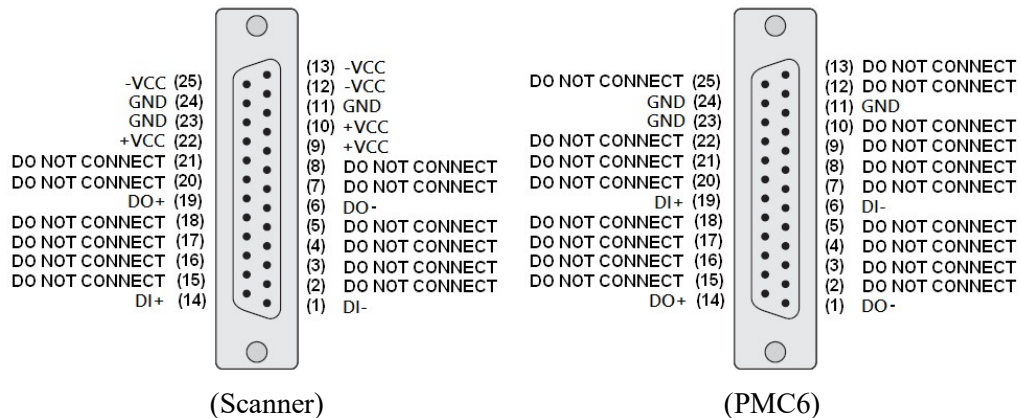 -VCC (25)
GND (24)
GND (23)
+VCC (22)
DO NOT CONNECT (21)
DO NOT CONNECT (20)
DO+ (19)
DO NOT CONNECT (18)
DO NOT CONNECT (17)
DO NOT CONNECT (16)
DO NOT CONNECT (15)
DI+ (14)
(13) -VCC
(12) -VCC
(11) GND
(10) +VCC
(9) +VCC
(8) DO NOT CONNECT
(7) DO NOT CONNECT
(6) DO-
(5) DO NOT CONNECT
(4) DO NOT CONNECT
(3) DO NOT CONNECT
(2) DO NOT CONNECT
(1) DI-
(Scanner)
DO NOT CONNECT (25)
GND (24)
GND (23)
DO NOT CONNECT (22)
DO NOT CONNECT (21)
DO NOT CONNECT (20)
DI+ (19)
DO NOT CONNECT (18)
DO NOT CONNECT (17)
DO NOT CONNECT (16)
DO NOT CONNECT (15)
DO+ (14)
(13) DO NOT CONNECT
(12) DO NOT CONNECT
(11) GND
(10) DO NOT CONNECT
(9) DO NOT CONNECT
(8) DO NOT CONNECT
(7) DO NOT CONNECT
(6) DI-
(5) DO NOT CONNECT
(4) DO NOT CONNECT
(3) DO NOT CONNECT
(2) DO NOT CONNECT
(1) DO-
(PMC6)